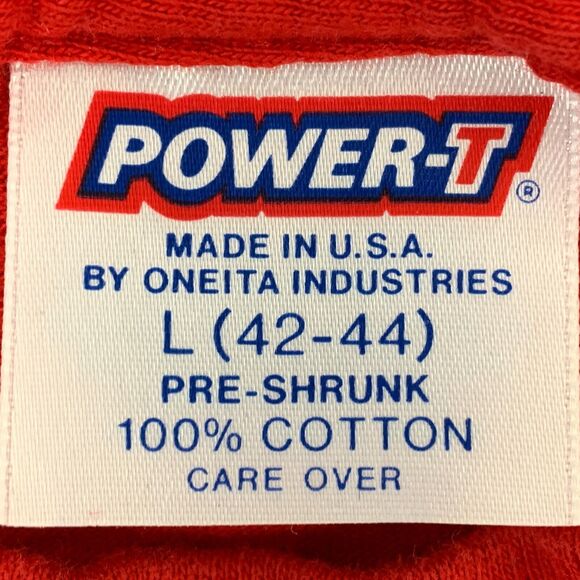 POWER-T®
MADE IN U.S.A.
BY ONEITA INDUSTRIES
L (42-44)
PRE-SHRUNK
100% COTTON
CARE OVER